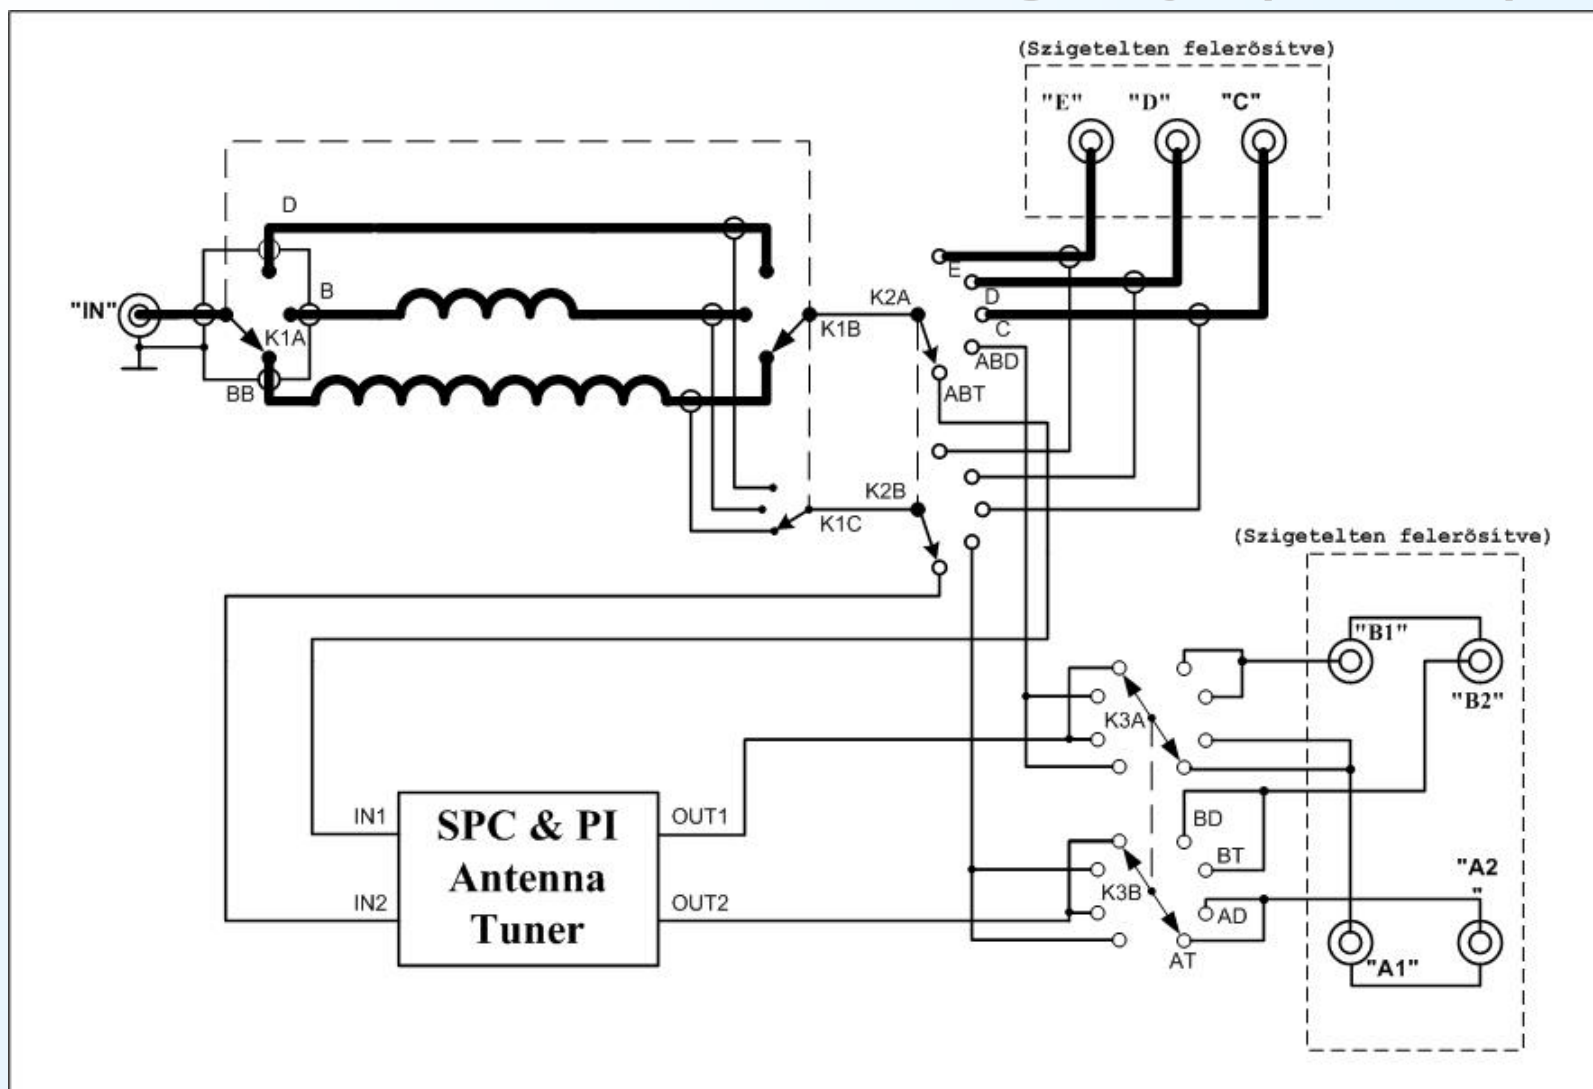 (Szigetelten felerősítve)
"E" "D" "C"
D
"IN"
B
K1A
BB
K1B
K2A
E
D
C
ABD
ABT
K2B
K1C
(Szigetelten felerősítve)
"B1"
"B2"
K3A
BD
BT
K3B
AD
AT
"A2
"
"A1"
IN1
IN2
SPC & PI
Antenna
Tuner
OUT1
OUT2